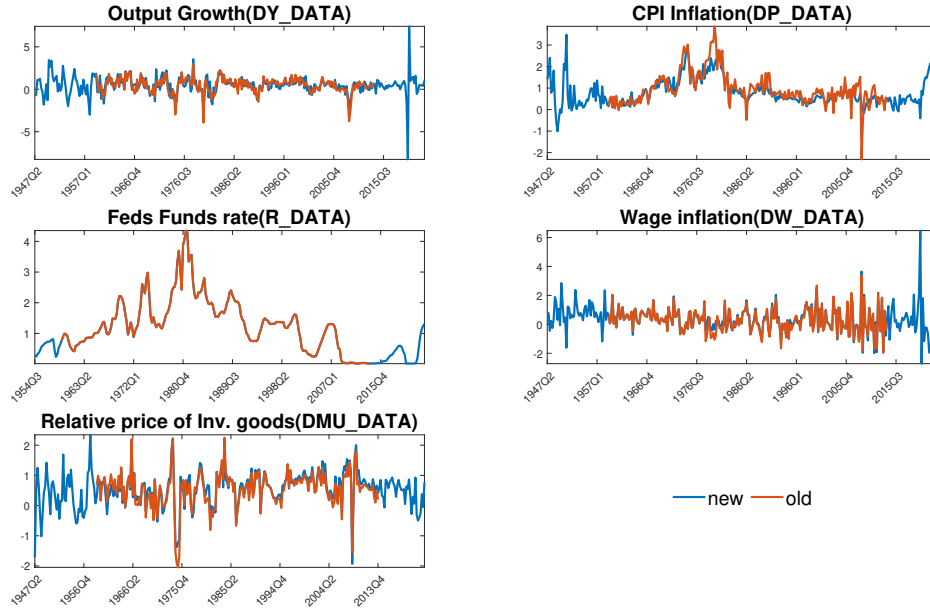 Output Growth(DY_DATA)
5
0
-5
1947Q2
1957Q1
1966Q4
1976Q3
1986Q2
1996Q1
2005Q4
2015Q3
CPI Inflation(DP_DATA)
3
2
1
0
-1
-2
1947Q2
1957Q1
1966Q4
1976Q3
1986Q2
1996Q1
2005Q4
2015Q3
Feds Funds rate(R_DATA)
4
3
2
1
1954Q3
1963Q2
1972Q1
1980Q4
1989Q3
1998Q2
2007Q1
2015Q4
Wage inflation(DW_DATA)
6
4
2
0
-2
1947Q2
1957Q1
1966Q4
1976Q3
1986Q2
1996Q1
2005Q4
2015Q3
Relative price of Inv. goods(DMU_DATA)
2
1
0
-1
-2
1947Q2
1956Q4
1966Q2
1975Q4
1985Q2
1994Q4
2004Q2
2013Q4
new old